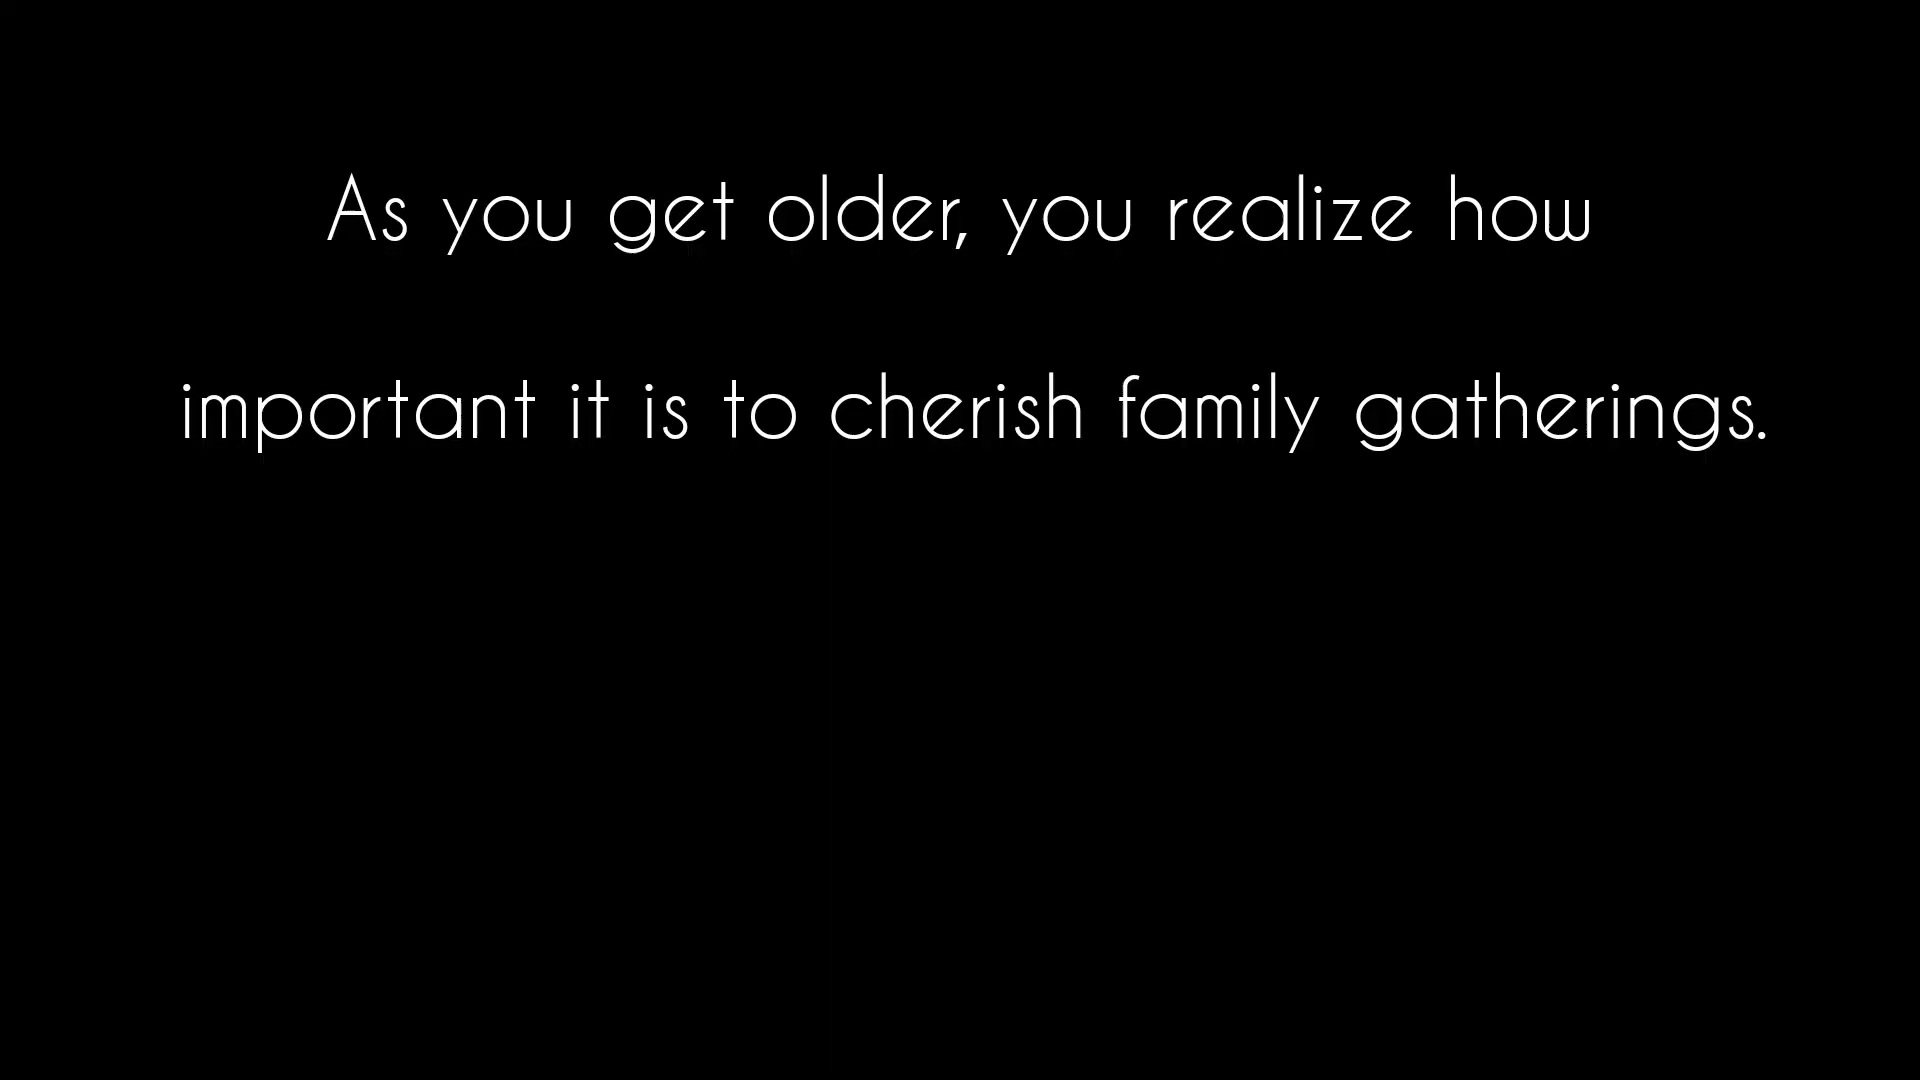 As you get older, you realize how
important it is to cherish family gatherings.